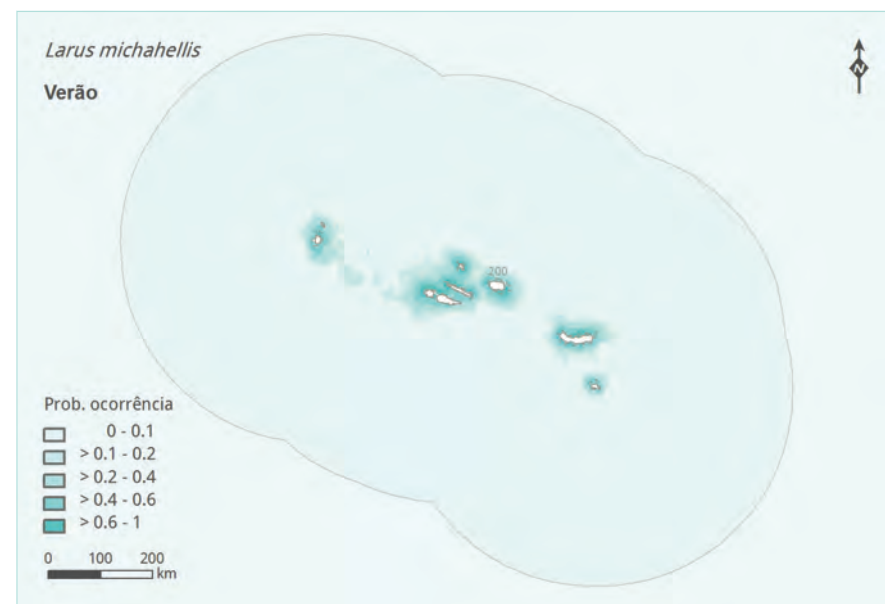 Larus michahellis
Verão
N
200
Prob. ocorrência
0 - 0.1
> 0.1 - 0.2
> 0.2 - 0.4
> 0.4 - 0.6
> 0.6 - 1
0 100 200
km